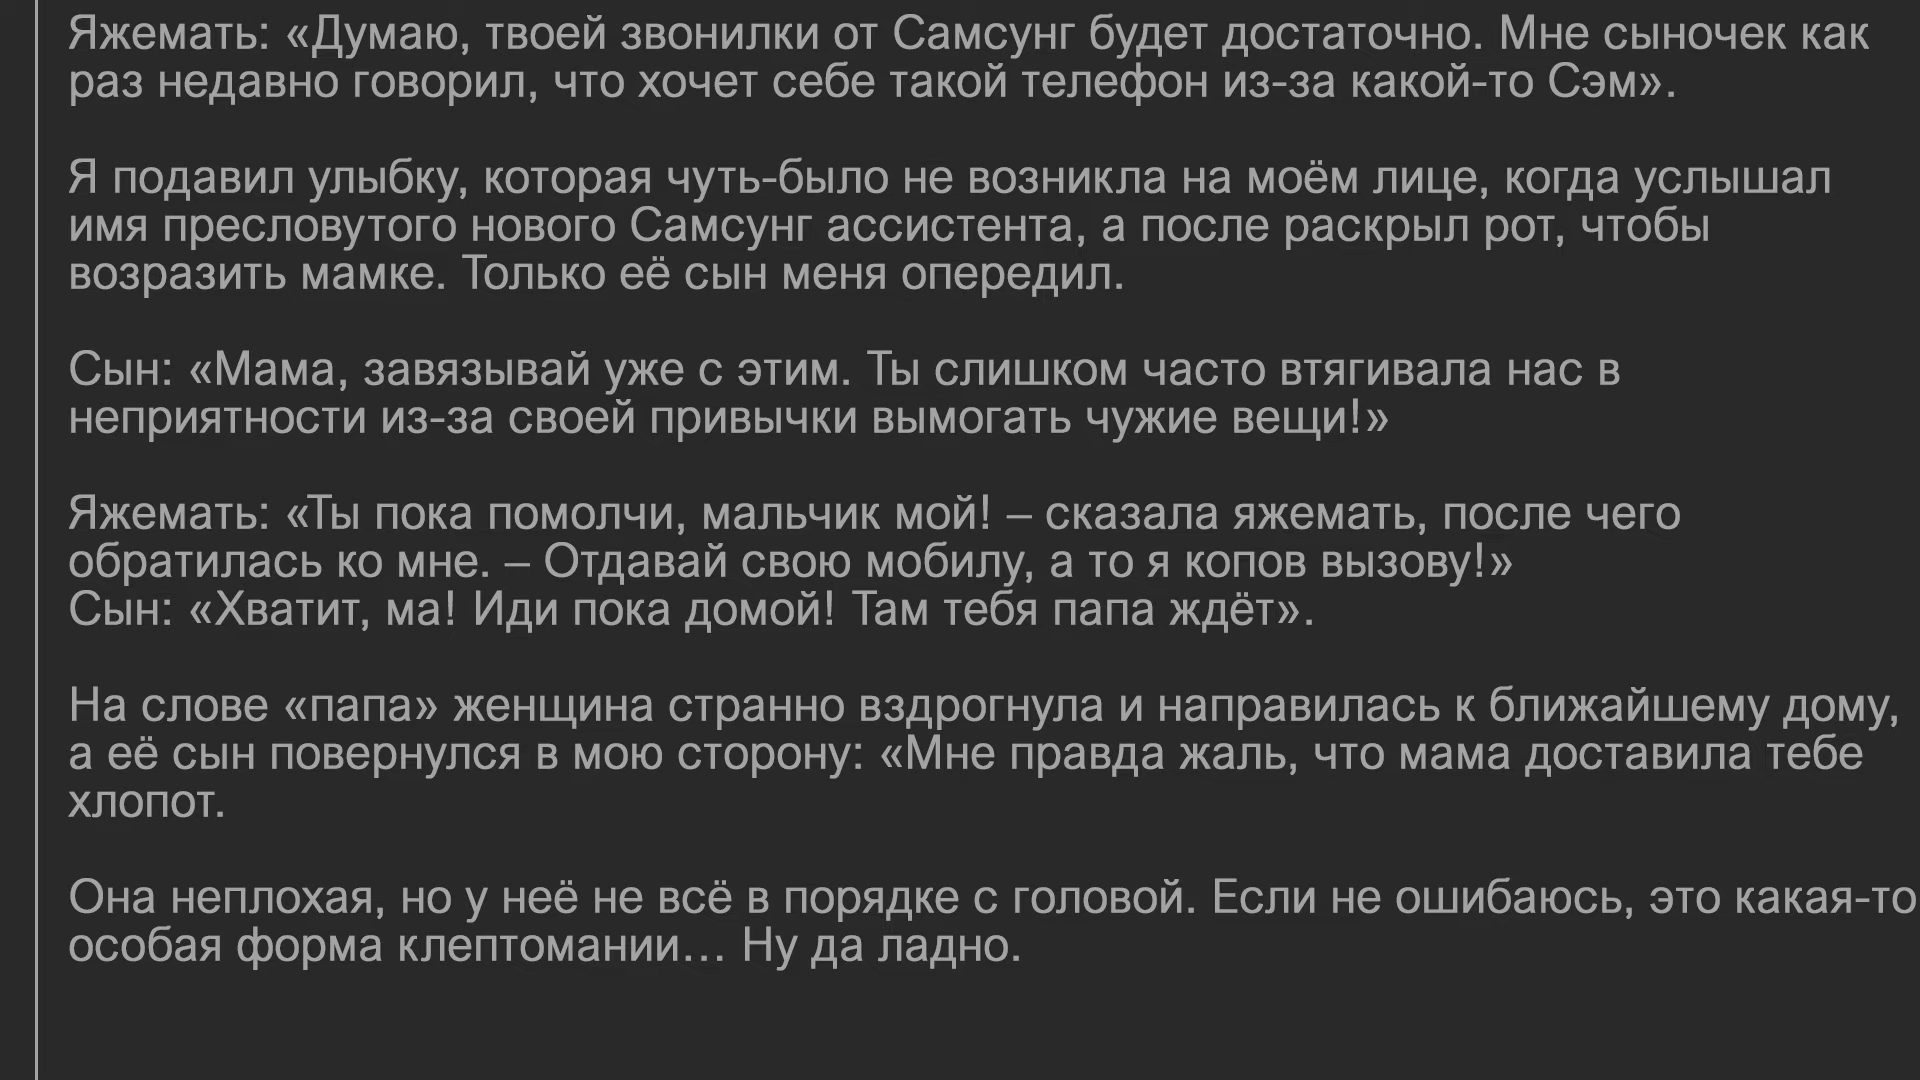 Яжемать: «Думаю, твоей звонилки от Самсунг будет достаточно. Мне сыночек как
раз недавно говорил, что хочет себе такой телефон из-за какой-то Сэм».
Я подавил улыбку, которая чуть-было не возникла на моём лице, когда услышал
имя пресловутого нового Самсунг ассистента, а после раскрыл рот, чтобы
возразить мамке. Только её сын меня опередил.
Сын: «Мама, завязывай уже с этим. Ты слишком часто втягивала нас в
неприятности из-за своей привычки вымогать чужие вещи!»
Яжемать: «Ты пока помолчи, мальчик мой! – сказала яжемать, после чего
обратилась ко мне. – Отдавай свою мобилу, а то я копов вызову!»
Сын: «Хватит, ма! Иди пока домой! Там тебя папа ждёт».
На слове «папа» женщина странно вздрогнула и направилась к ближайшему дому,
а её сын повернулся в мою сторону: «Мне правда жаль, что мама доставила тебе
хлопот.
Она неплохая, но у неё не всё в порядке с головой. Если не ошибаюсь, это какая-то
особая форма клептомании… Ну да ладно.